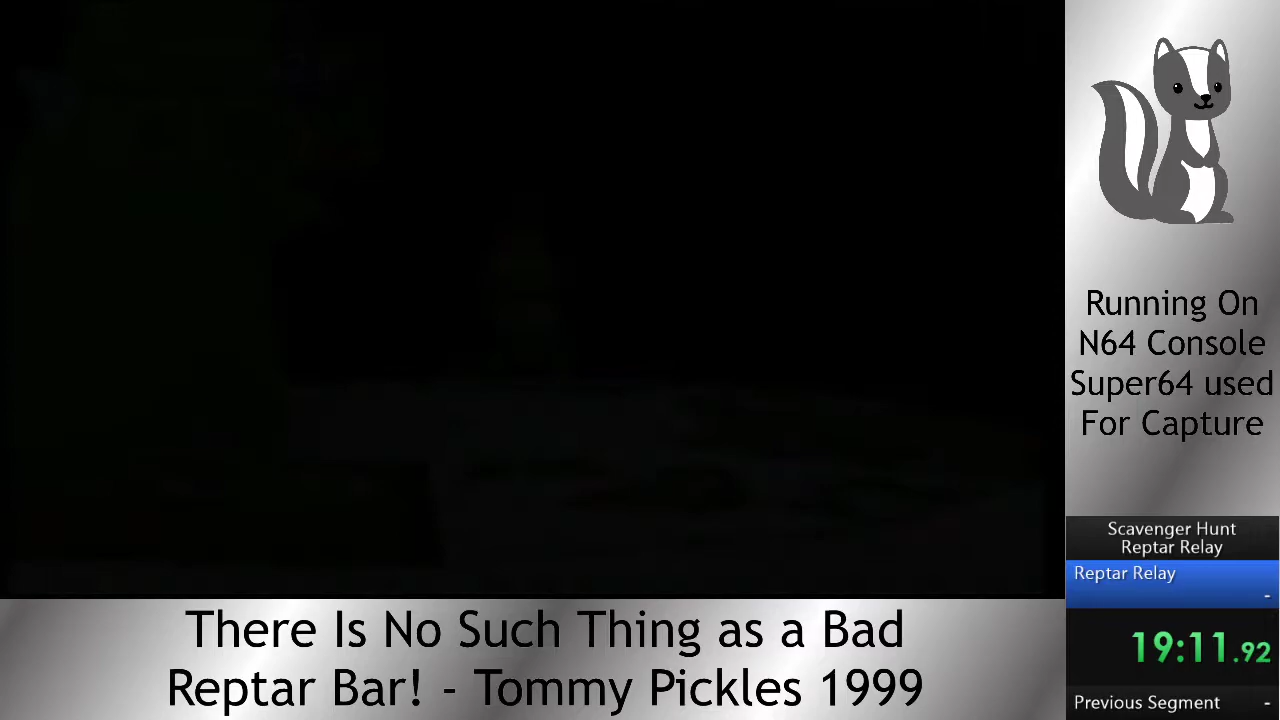 Running On
N64 Console
Super64 used
For Capture
Scavenger Hunt
Reptar Relay
Reptar Relay
-
19:11.92
Previous Segment -
There Is No Such Thing as a Bad
Reptar Bar! - Tommy Pickles 1999